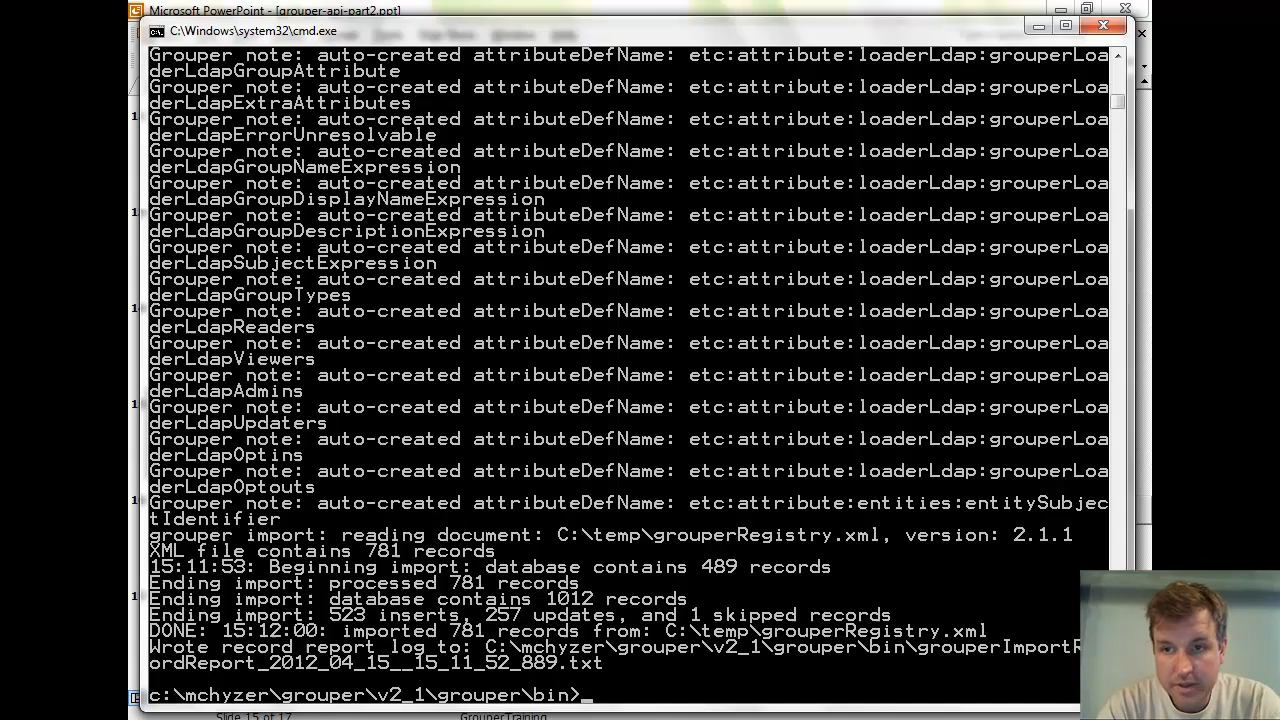 Microsoft PowerPoint - [grouper-api-part2.ppt]
C:\Windows\system32\cmd.exe
Grouper note: auto-created attributeDefName: etc:attribute:loaderLdap:grouperLoa
derLdapGroupAttribute
Grouper note: auto-created attributeDefName: etc:attribute:loaderLdap:grouperLoa
derLdapExtraAttributes
Grouper note: auto-created attributeDefName: etc:attribute:loaderLdap:grouperLoa
derLdapErrorUnresolvable
Grouper note: auto-created attributeDefName: etc:attribute:loaderLdap:grouperLoa
derLdapGroupNameExpression
Grouper note: auto-created attributeDefName: etc:attribute:loaderLdap:grouperLoa
derLdapGroupDisplayNameExpression
Grouper note: auto-created attributeDefName: etc:attribute:loaderLdap:grouperLoa
derLdapGroupDescriptionExpression
Grouper note: auto-created attributeDefName: etc:attribute:loaderLdap:grouperLoa
derLdapSubjectExpression
Grouper note: auto-created attributeDefName: etc:attribute:loaderLdap:grouperLoa
derLdapGroupTypes
Grouper note: auto-created attributeDefName: etc:attribute:loaderLdap:grouperLoa
derLdapReaders
Grouper note: auto-created attributeDefName: etc:attribute:loaderLdap:grouperLoa
derLdapViewers
Grouper note: auto-created attributeDefName: etc:attribute:loaderLdap:grouperLoa
derLdapAdmins
Grouper note: auto-created attributeDefName: etc:attribute:loaderLdap:grouperLoa
derLdapUpdaters
Grouper note: auto-created attributeDefName: etc:attribute:loaderLdap:grouperLoa
derLdapOptins
Grouper note: auto-created attributeDefName: etc:attribute:loaderLdap:grouperLoa
derLdapOptouts
Grouper note: auto-created attributeDefName: etc:attribute:entities:entitySubjec
tIdentifier
grouper import: reading document: C:\temp\grouperRegistry.xml, version: 2.1.1
XML file contains 781 records
15:11:53: Beginning import: database contains 489 records
Ending import: processed 781 records
Ending import: database contains 1012 records
Ending import: 523 inserts, 257 updates, and 1 skipped records
DONE: 15:12:00: imported 781 records from: C:\temp\grouperRegistry.xml
Wrote record report log to: C:\mchyzer\grouper\v2_1\grouper\bin\grouperImportR
ordReport_2012_04_15__15_11_52_889.txt
c:\mchyzer\grouper\v2_1\grouper\bin>_
Slide 15 of 17
GrouperTraining